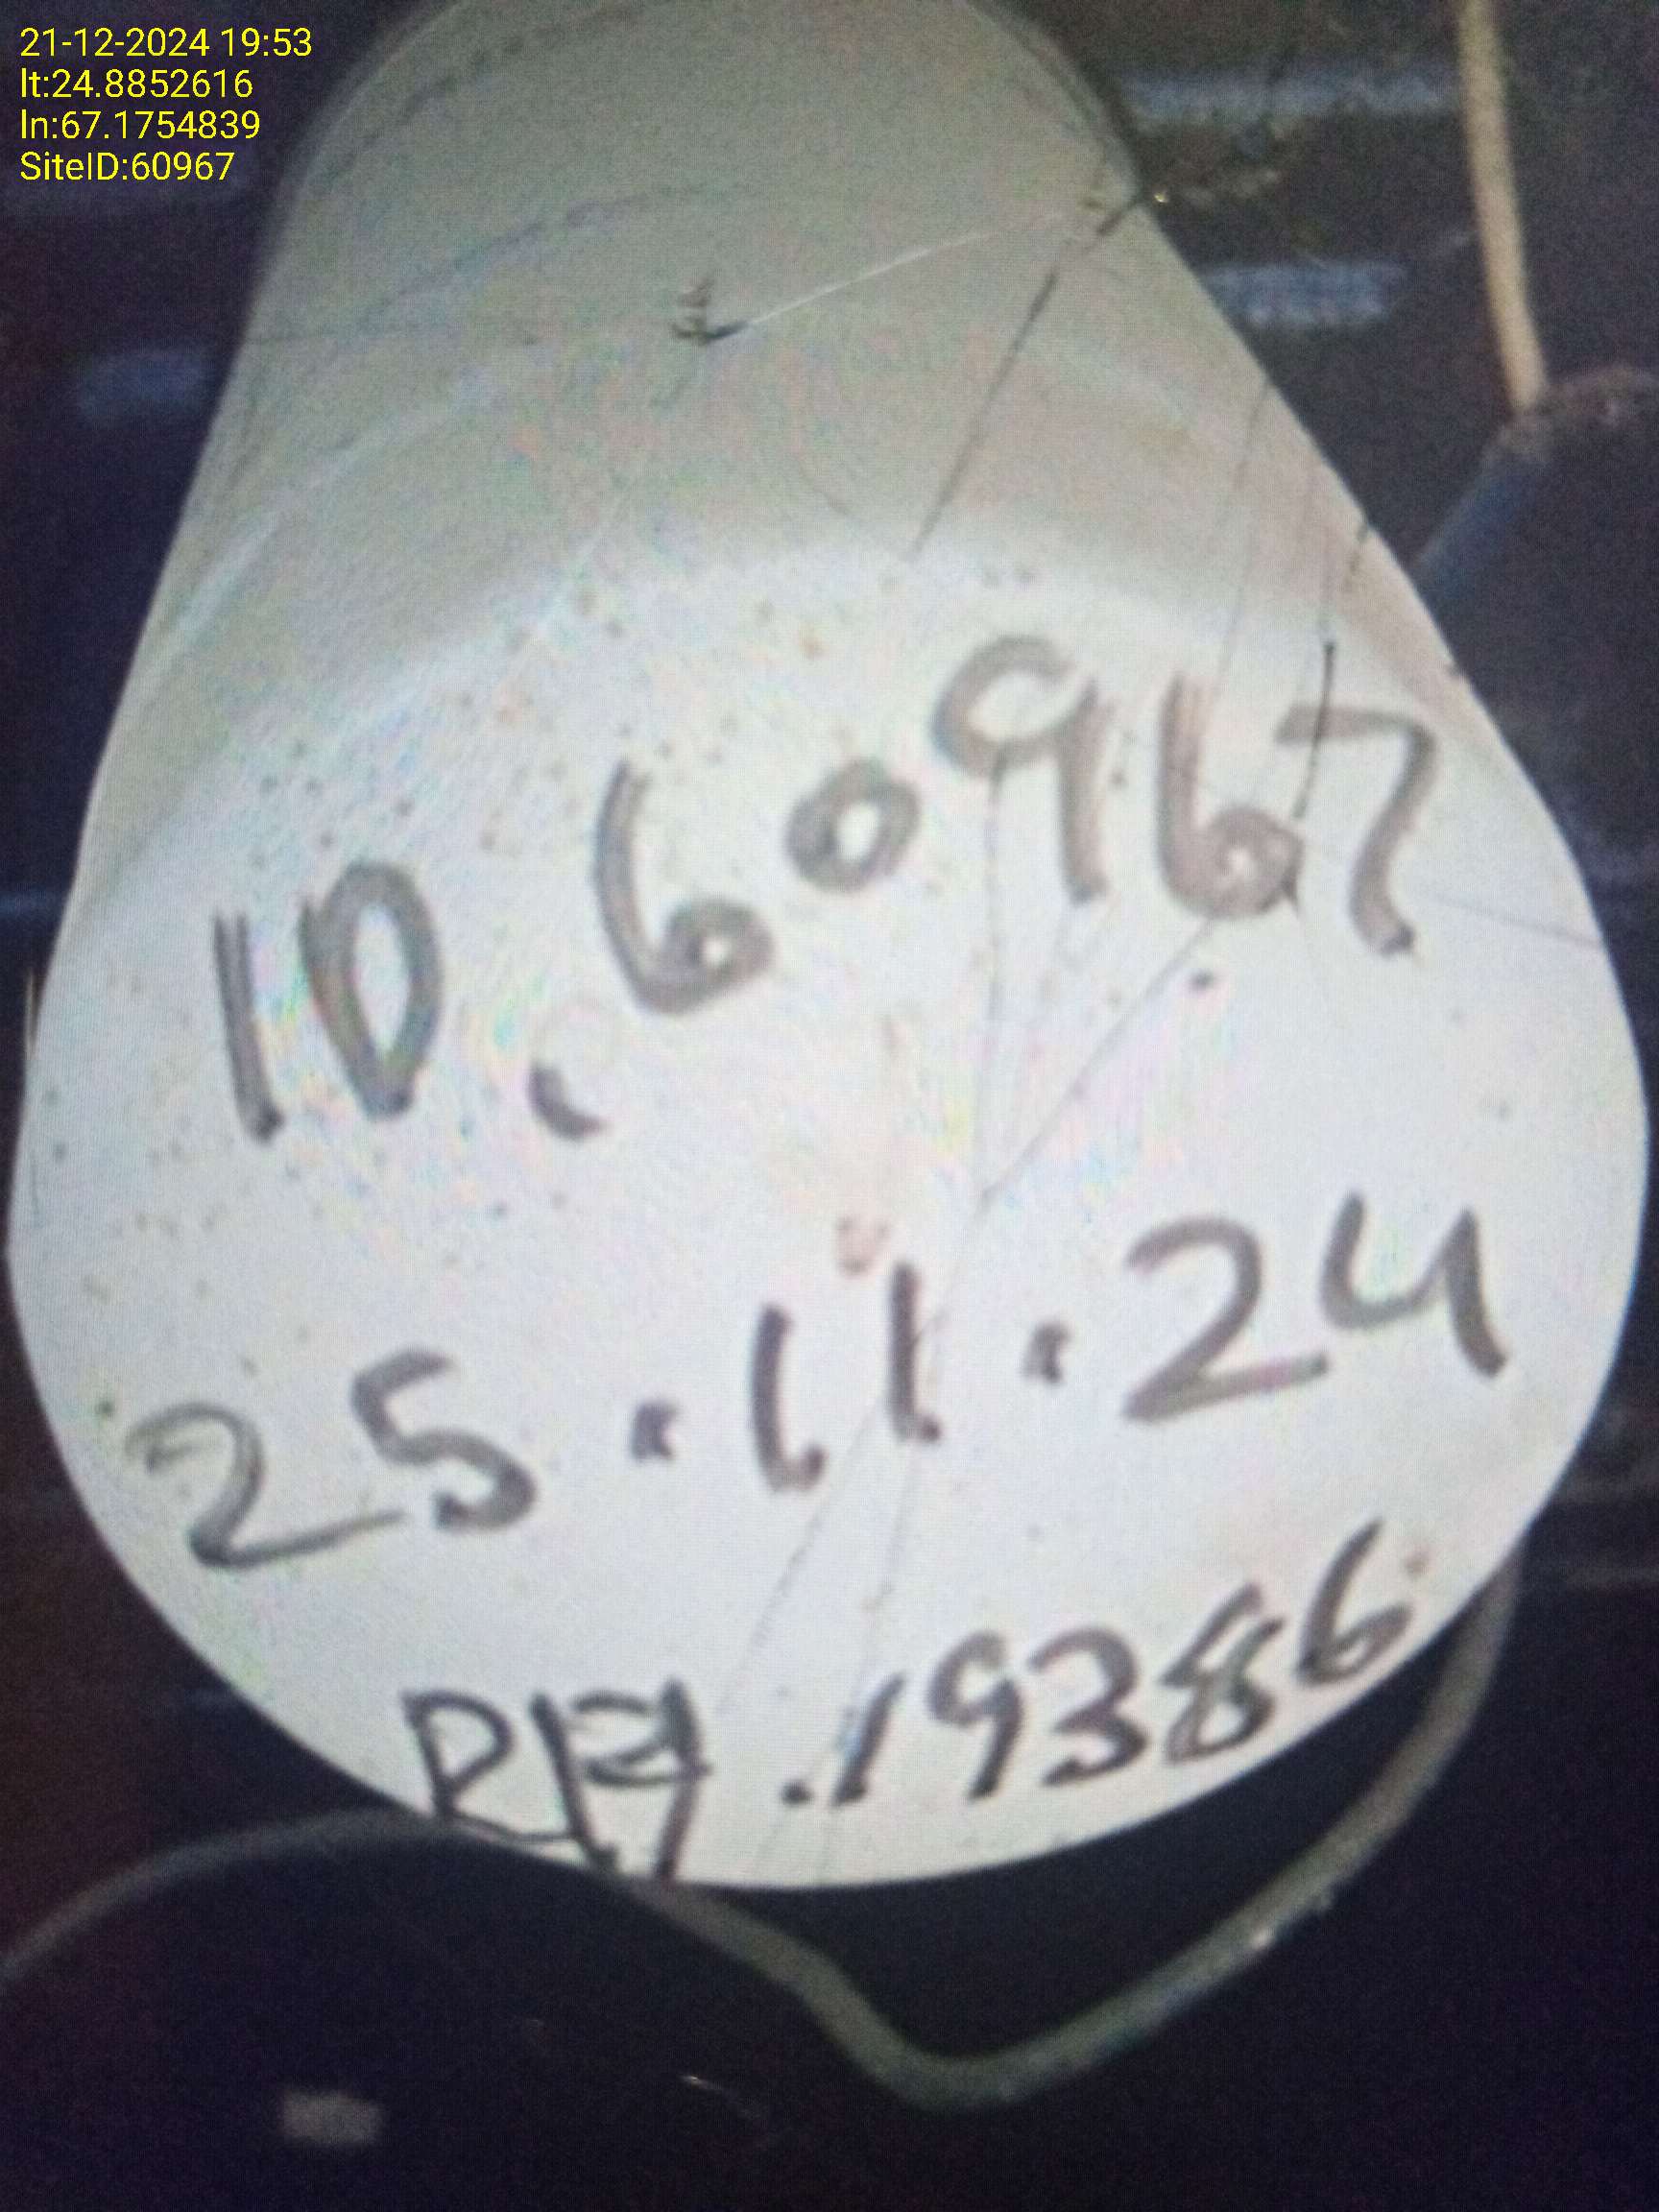 21-12-2024 19:53
lt:24.8852616
ln:67.1754839
SiteID:60967
ID. 60967
25.11.24
.19386